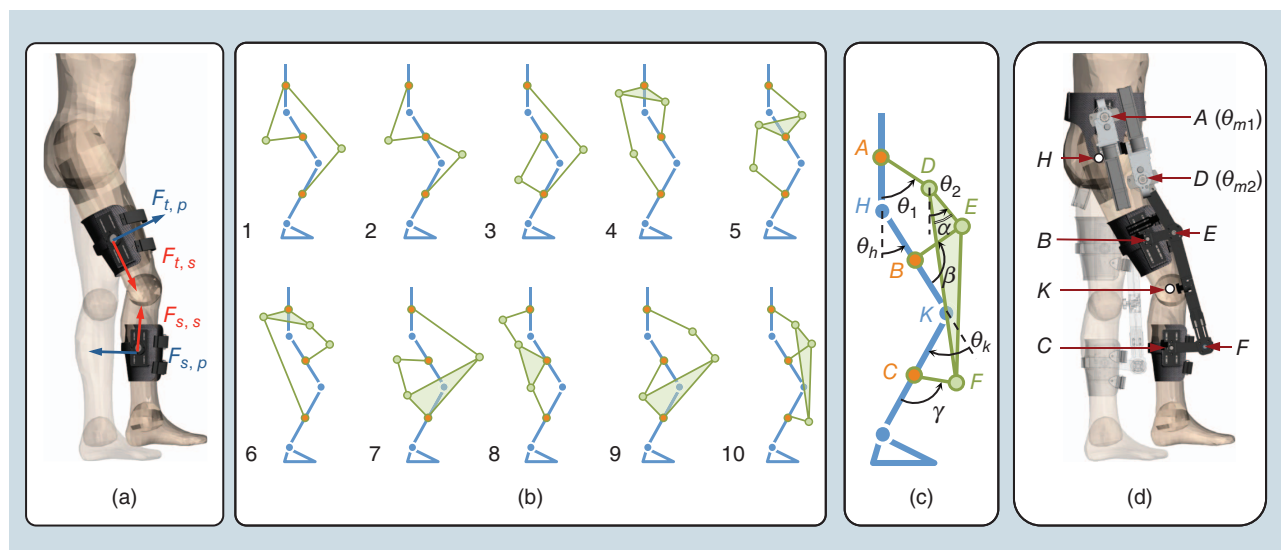 F_{t, p}
F_{t, s}
F_{s, s}
F_{s, p}
(a)
1
2
3
4
5
6
7
8
9
10
(b)
A
D
θ_2
E
H
θ_1
α
θ_h
B
β
K
θ_k
C
F
γ
(c)
A (θ_{m1})
H
D (θ_{m2})
B
E
K
C
F
(d)